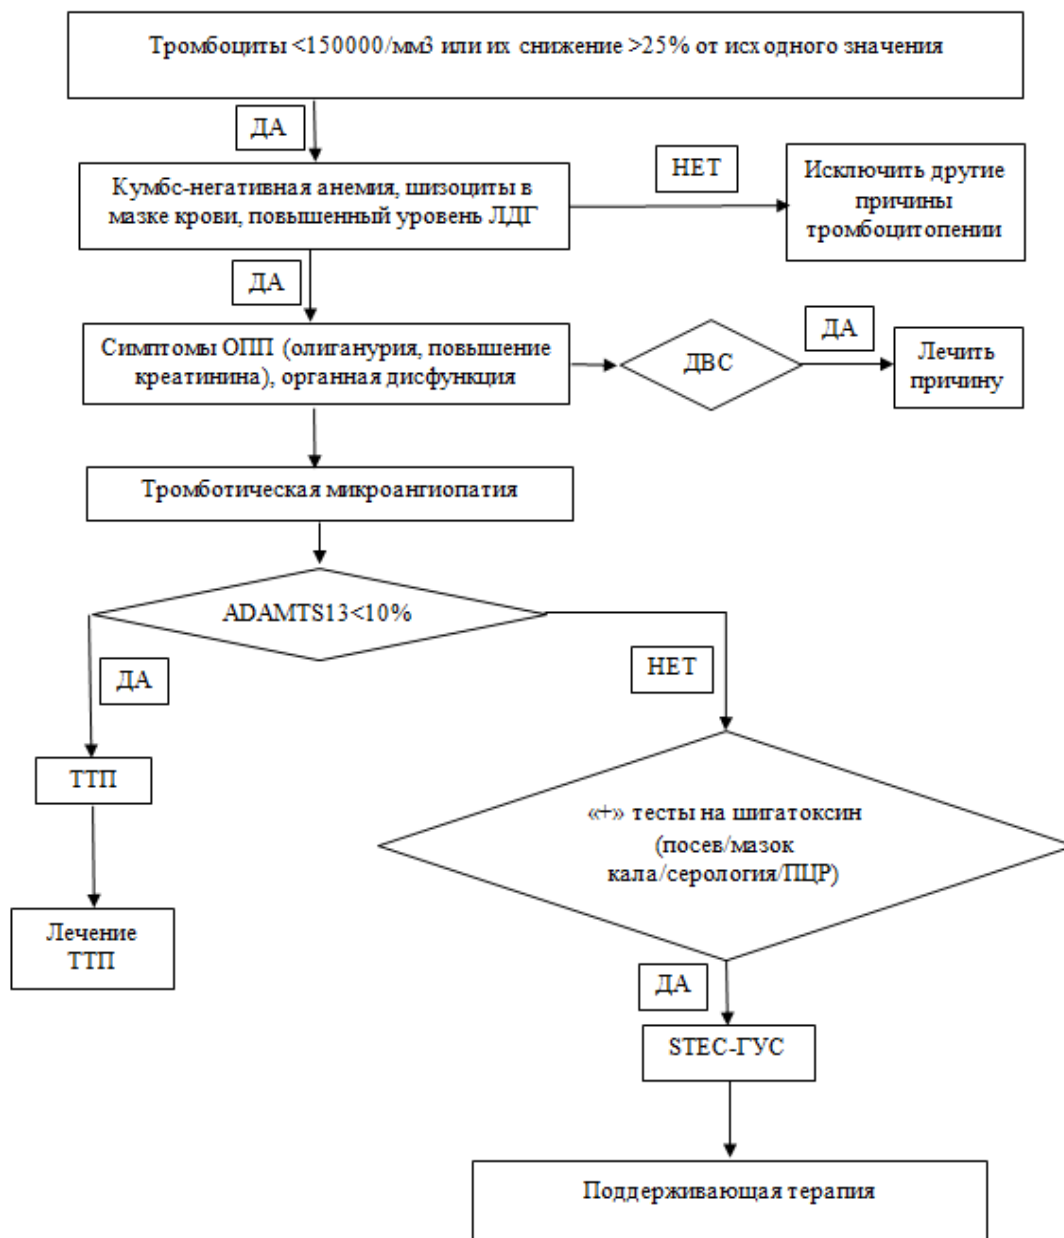 Тромбоциты <150000/мм3 или их снижение >25% от исходного значения
ДА
Кумбс-негативная анемия, шизоциты в
мазке крови, повышенный уровень ЛДГ
НЕТ
Исключить другие
причины
тромбоцитопении
ДА
Симптомы ОПП (олиганурия, повышение
креатинина), органная дисфункция
ДВС
ДА
Лечить
причину
Тромботическая микроангиопатия
ADAMTS13<10%
ДА
НЕТ
ТТП
«+» тесты на шигатоксин
(посев/мазок
кала/серология/ПЦР)
Лечение
ТТП
ДА
STEC-ГУС
Поддерживающая терапия